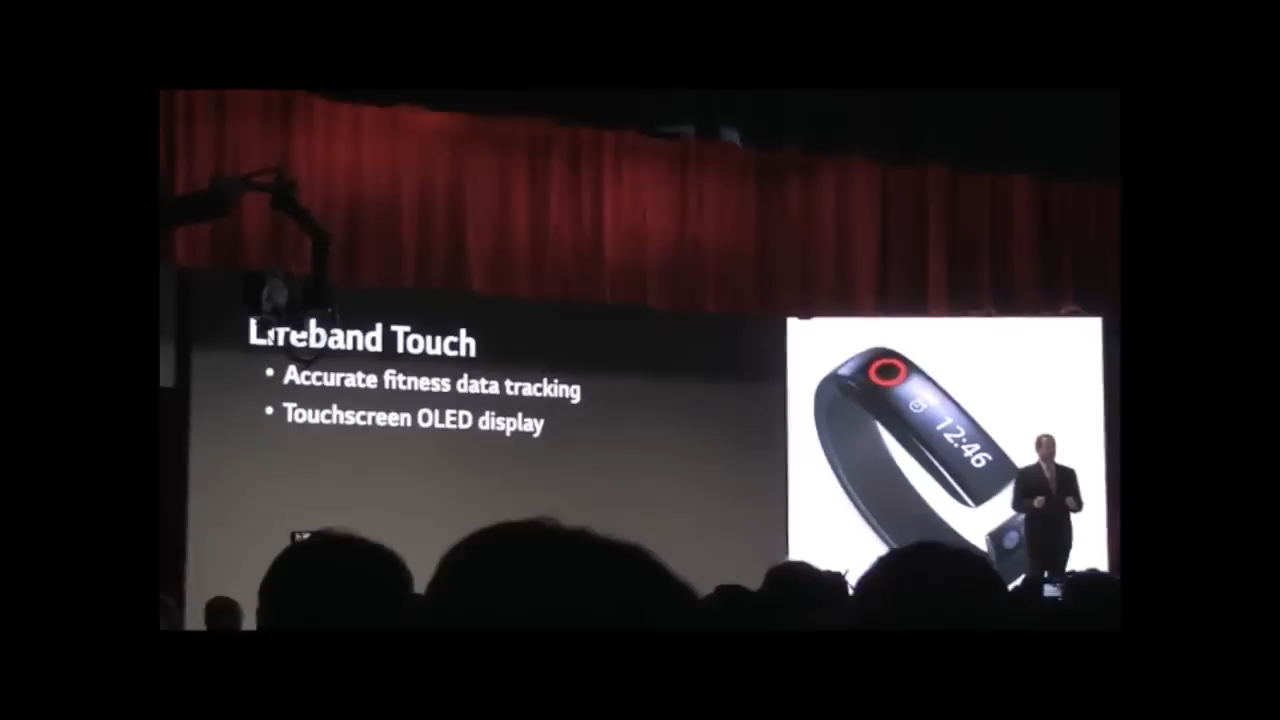 Lifeband Touch
• Accurate fitness data tracking
• Touchscreen OLED display
12:46